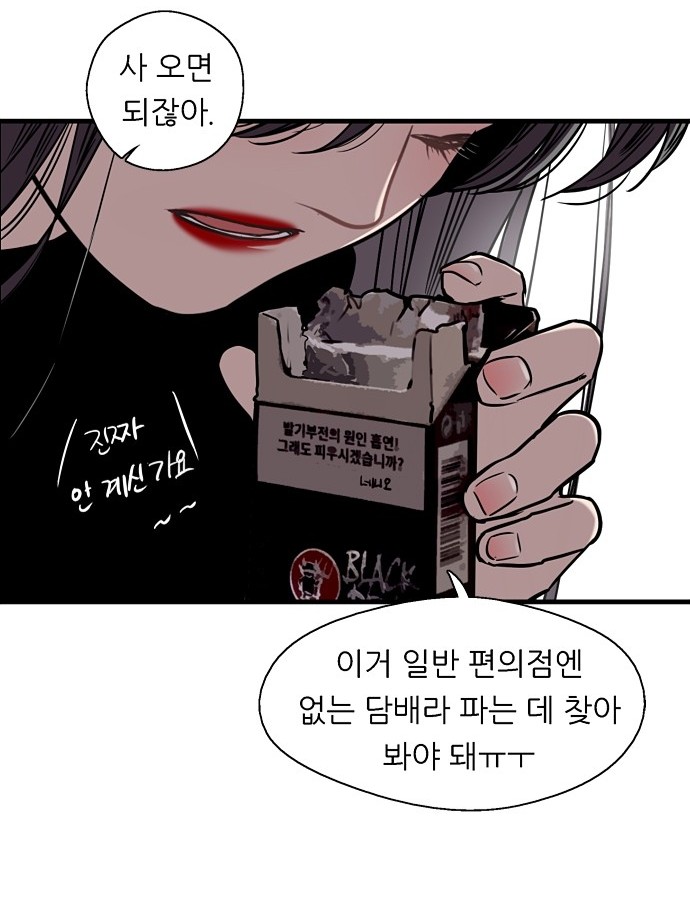 사 오면
되잖아.
진짜
안 계신가요
~~
발기부전의 원인 흡연!
그래도 피우시겠습니까?
BLACK
이거 일반 편의점엔
없는 담배라 파는 데 찾아
봐야 돼ㅠㅜ